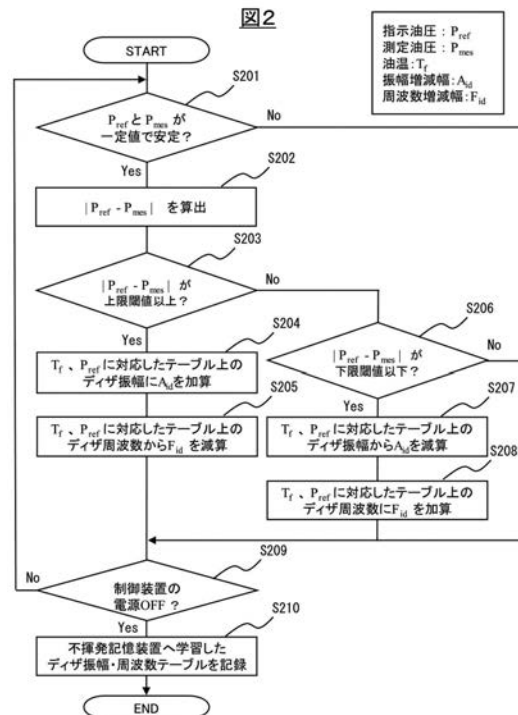 図2
START
指示油圧：Pref
測定油圧：Pmes
油温：Tf
振幅増減幅：Aid
周波数増減幅：Fid
S201
PrefとPmesが
一定値で安定？
No
Yes
S202
| Pref - Pmes | を算出
S203
| Pref - Pmes | が
上限閾値以上？
No
Yes
S204
Tf 、Prefに対応したテーブル上の
ディザ振幅にAidを加算
S205
Tf 、Prefに対応したテーブル上の
ディザ周波数からFid を減算
S206
| Pref - Pmes | が
下限閾値以下？
No
Yes
S207
Tf 、Prefに対応したテーブル上の
ディザ振幅からAidを減算
S208
Tf 、Prefに対応したテーブル上の
ディザ周波数にFid を加算
S209
制御装置の
電源OFF？
No
Yes
S210
不揮発記憶装置へ学習した
ディザ振幅・周波数テーブルを記録
END